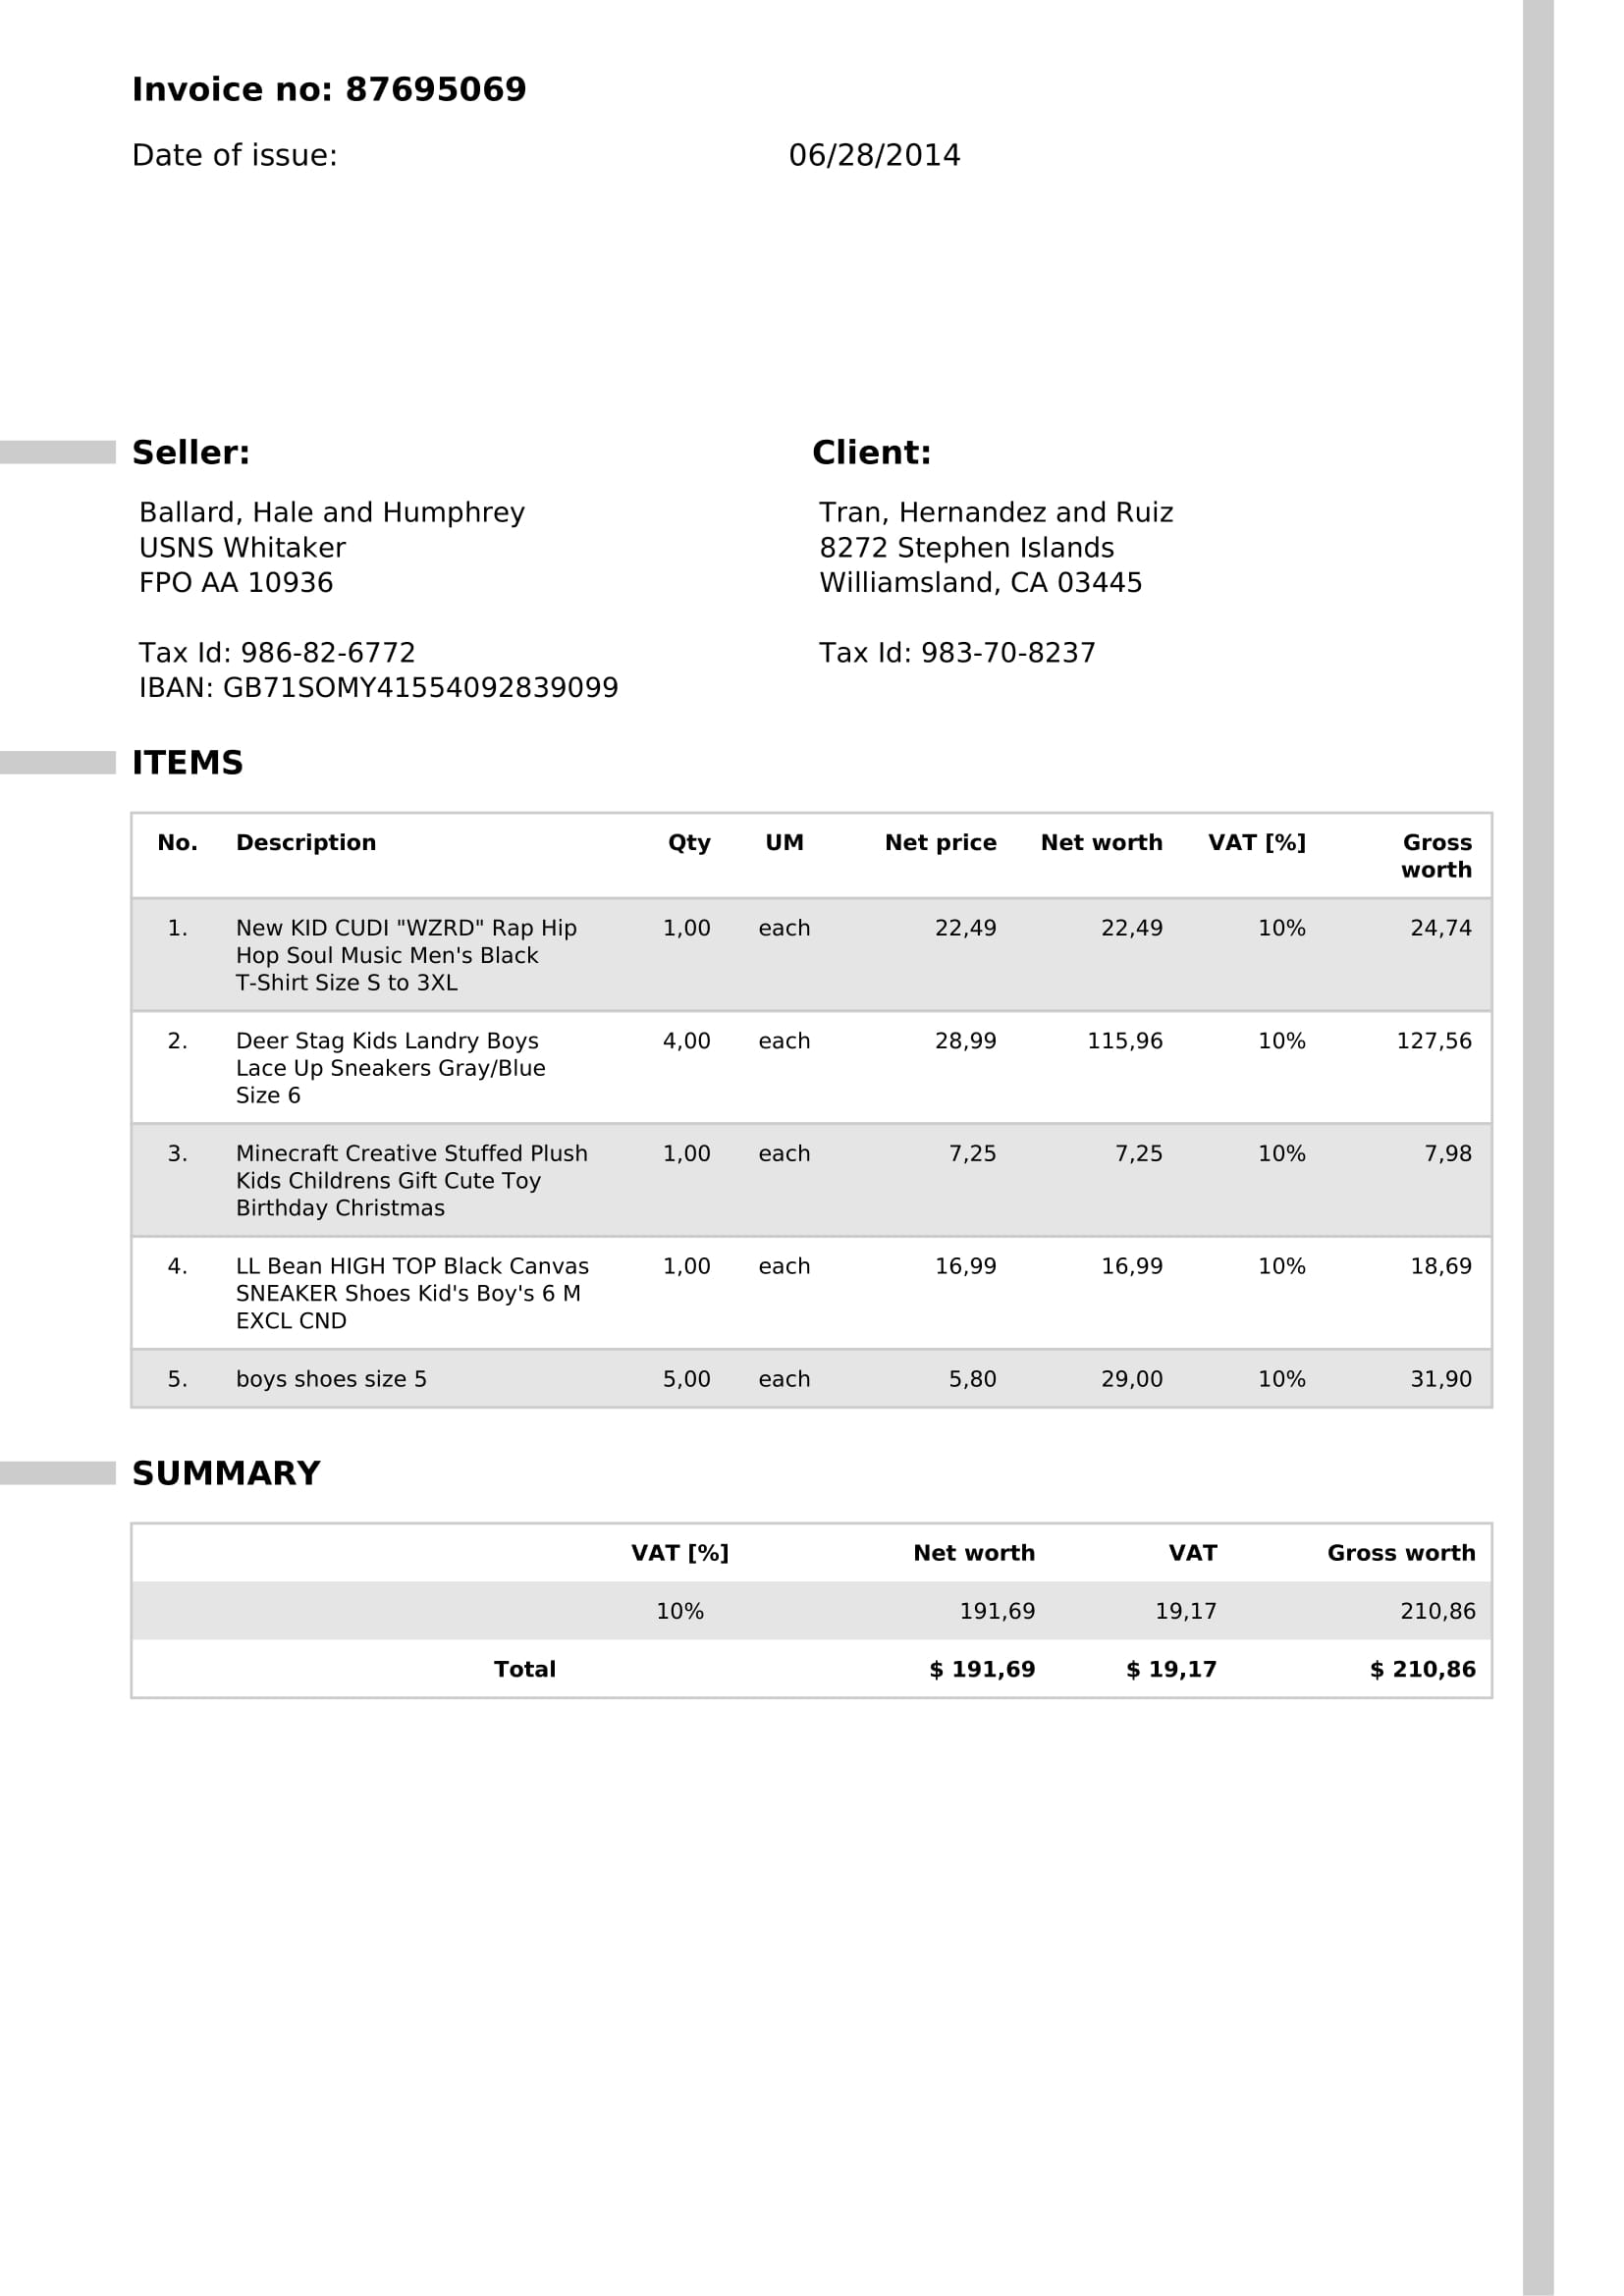 Invoice no: 87695069
Date of issue: 06/28/2014
Seller:
Ballard, Hale and Humphrey
USNS Whitaker
FPO AA 10936
Tax Id: 986-82-6772
IBAN: GB71SOMY41554092839099
Client:
Tran, Hernandez and Ruiz
8272 Stephen Islands
Williamsland, CA 03445
Tax Id: 983-70-8237
ITEMS
No. Description Qty UM Net price Net worth VAT [%] Gross
worth
1. New KID CUDI "WZRD" Rap Hip 1,00 each 22,49 22,49 10% 24,74
Hop Soul Music Men's Black
T-Shirt Size S to 3XL
2. Deer Stag Kids Landry Boys 4,00 each 28,99 115,96 10% 127,56
Lace Up Sneakers Gray/Blue
Size 6
3. Minecraft Creative Stuffed Plush 1,00 each 7,25 7,25 10% 7,98
Kids Childrens Gift Cute Toy
Birthday Christmas
4. LL Bean HIGH TOP Black Canvas 1,00 each 16,99 16,99 10% 18,69
SNEAKER Shoes Kid's Boy's 6 M
EXCL CND
5. boys shoes size 5 5,00 each 5,80 29,00 10% 31,90
SUMMARY
VAT [%] Net worth VAT Gross worth
10% 191,69 19,17 210,86
Total $ 191,69 $ 19,17 $ 210,86